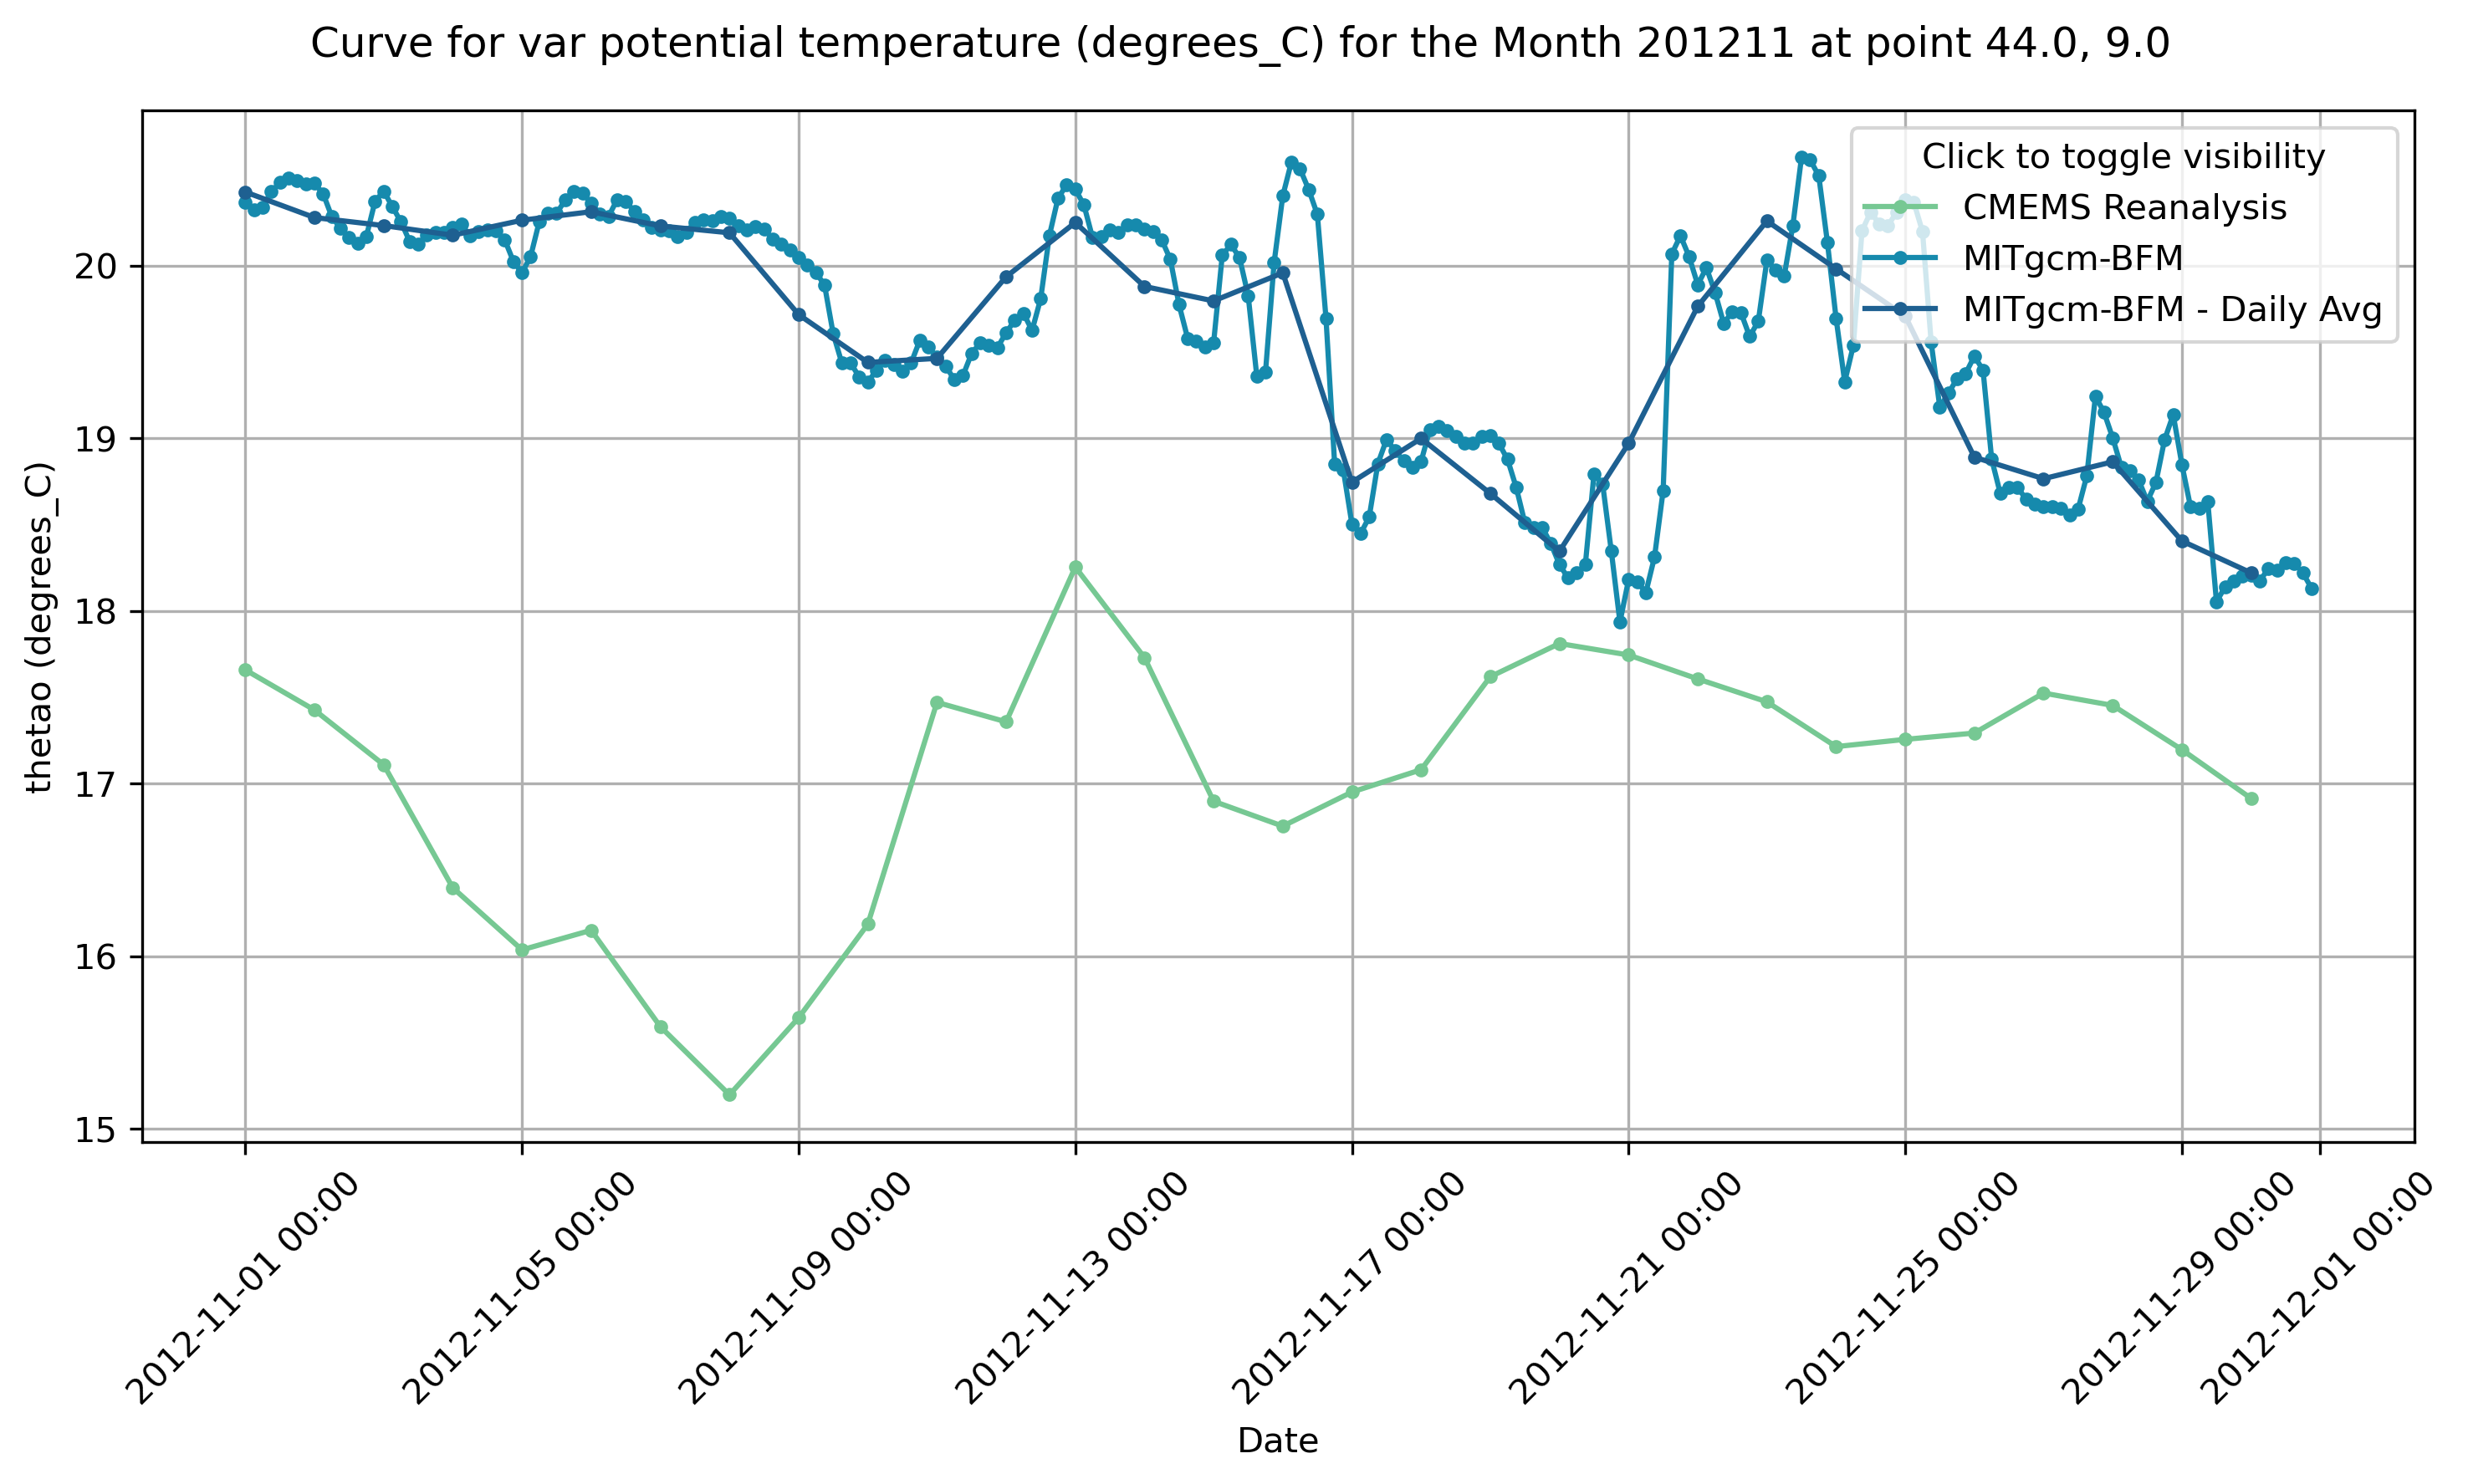 Curve for var potential temperature (degrees_C) for the Month 201211 at point 44.0, 9.0
Click to toggle visibility
CMEMS Reanalysis
MITgcm-BFM
MITgcm-BFM - Daily Avg
thetao (degrees_C)
20
19
18
17
16
15
2012-11-01 00:00
2012-11-05 00:00
2012-11-09 00:00
2012-11-13 00:00
2012-11-17 00:00
2012-11-21 00:00
2012-11-25 00:00
2012-11-29 00:00
2012-12-01 00:00
Date